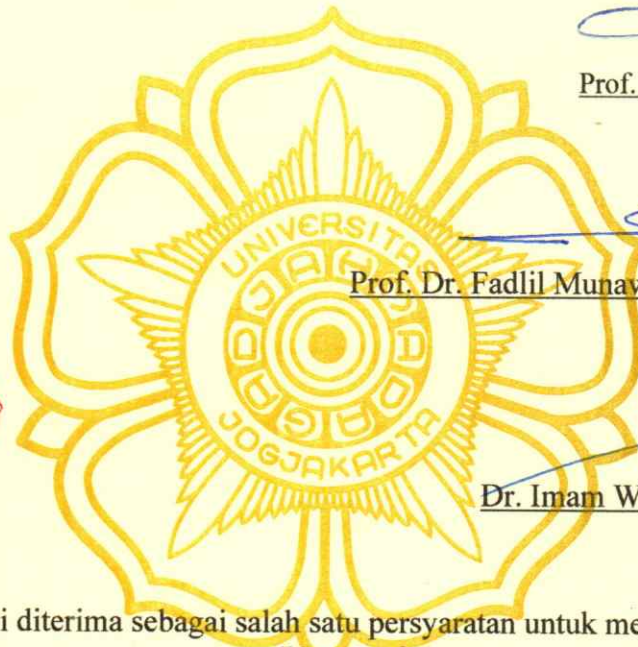 Prof.
UNIVERSITAS
GADJAH MADA
Prof. Dr. Fadlil Munaw
JOGJAKARTA
Dr. Imam W
i diterima sebagai salah satu persyaratan untuk me